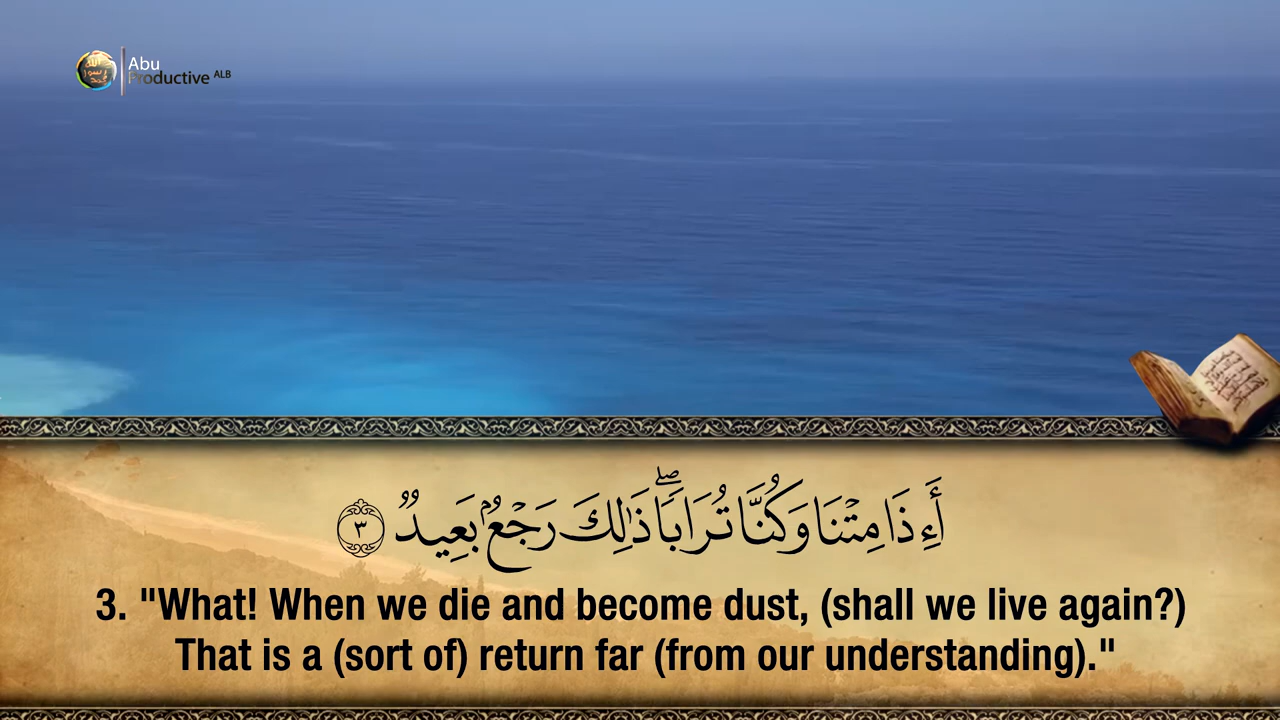 Abu
Productive ALB
أَءِذَا مِتْنَا وَكُنَّا تُرَابًا ۖ ذَٰلِكَ رَجْعٌۢ بَعِيدٌ ٣
3. "What! When we die and become dust, (shall we live again?)
That is a (sort of) return far (from our understanding)."